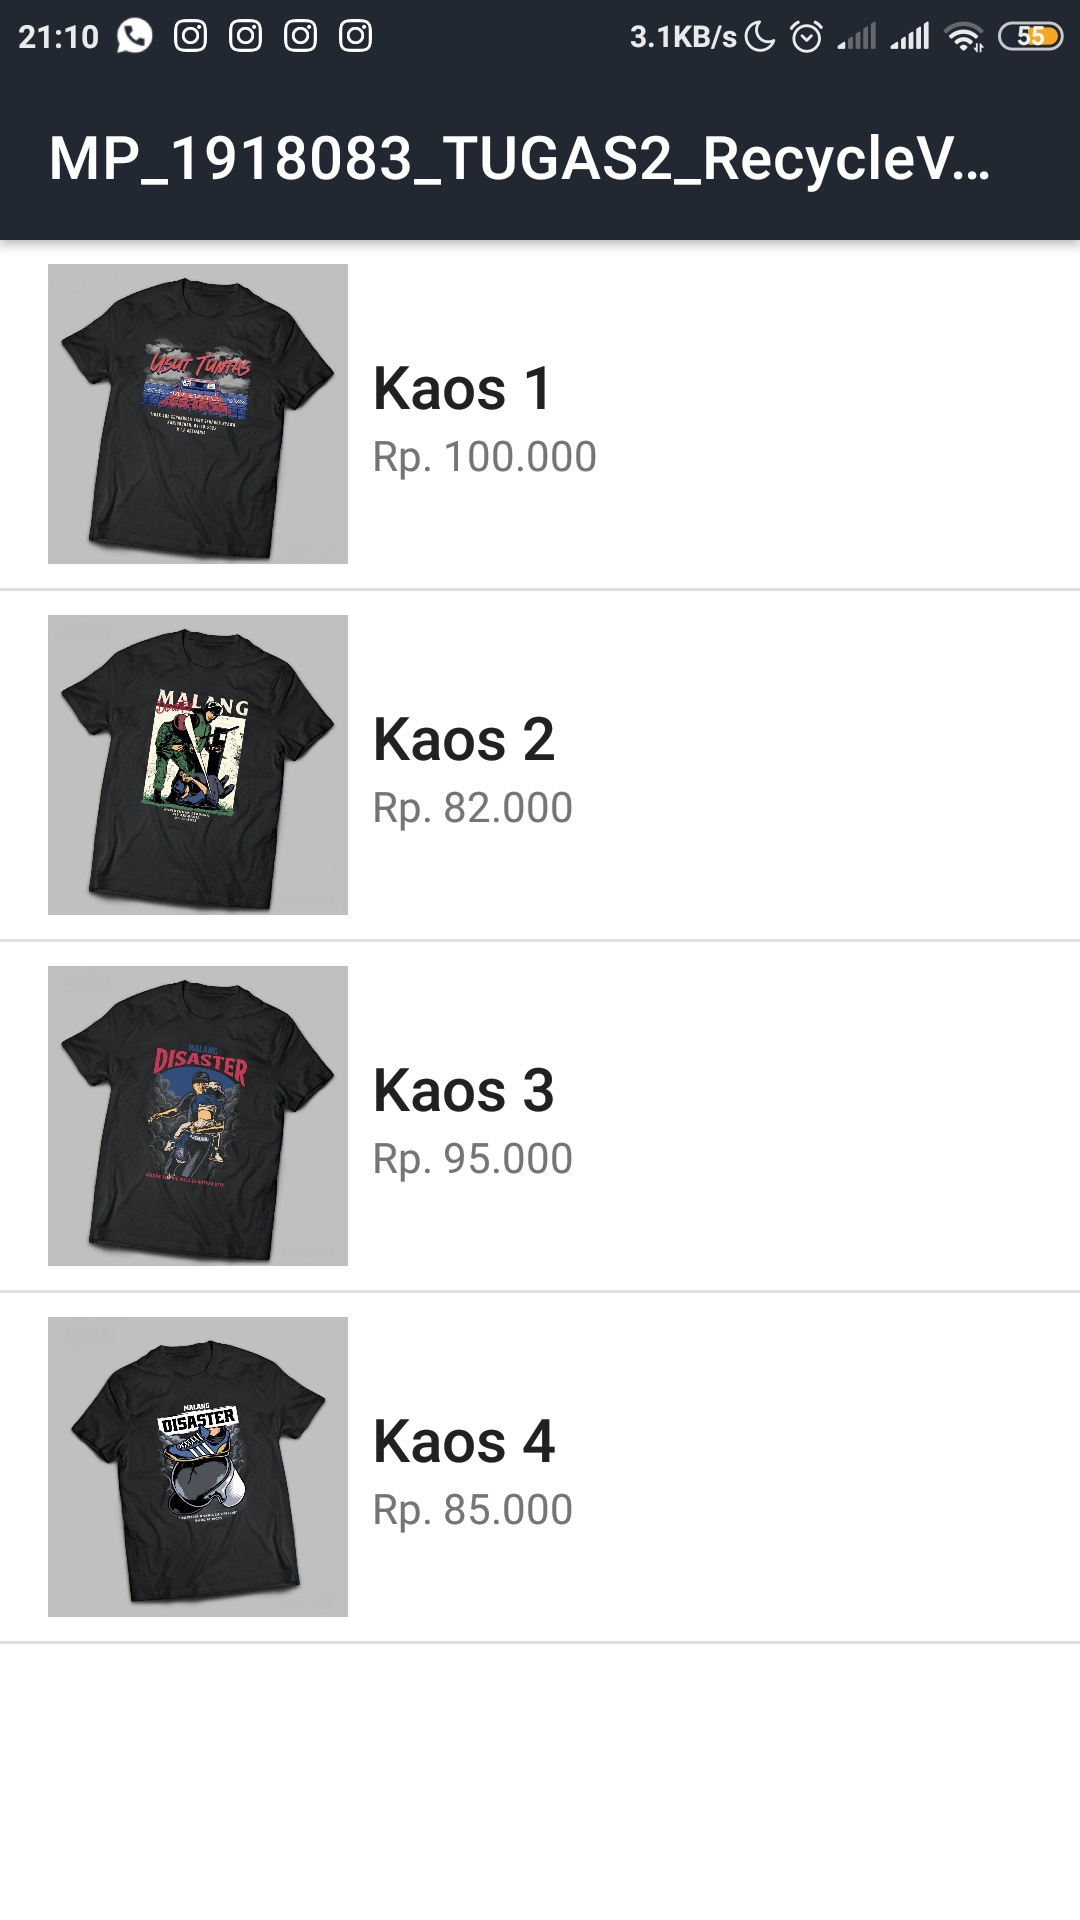 21:10 3.1KB/s 55
MP_1918083_TUGAS2_RecycleV...
Usut Tuntas
Kaos 1
Rp. 100.000
MALANG
Kaos 2
Rp. 82.000
MALANG
DISASTER
Kaos 3
Rp. 95.000
MALANG
DISASTER
Kaos 4
Rp. 85.000